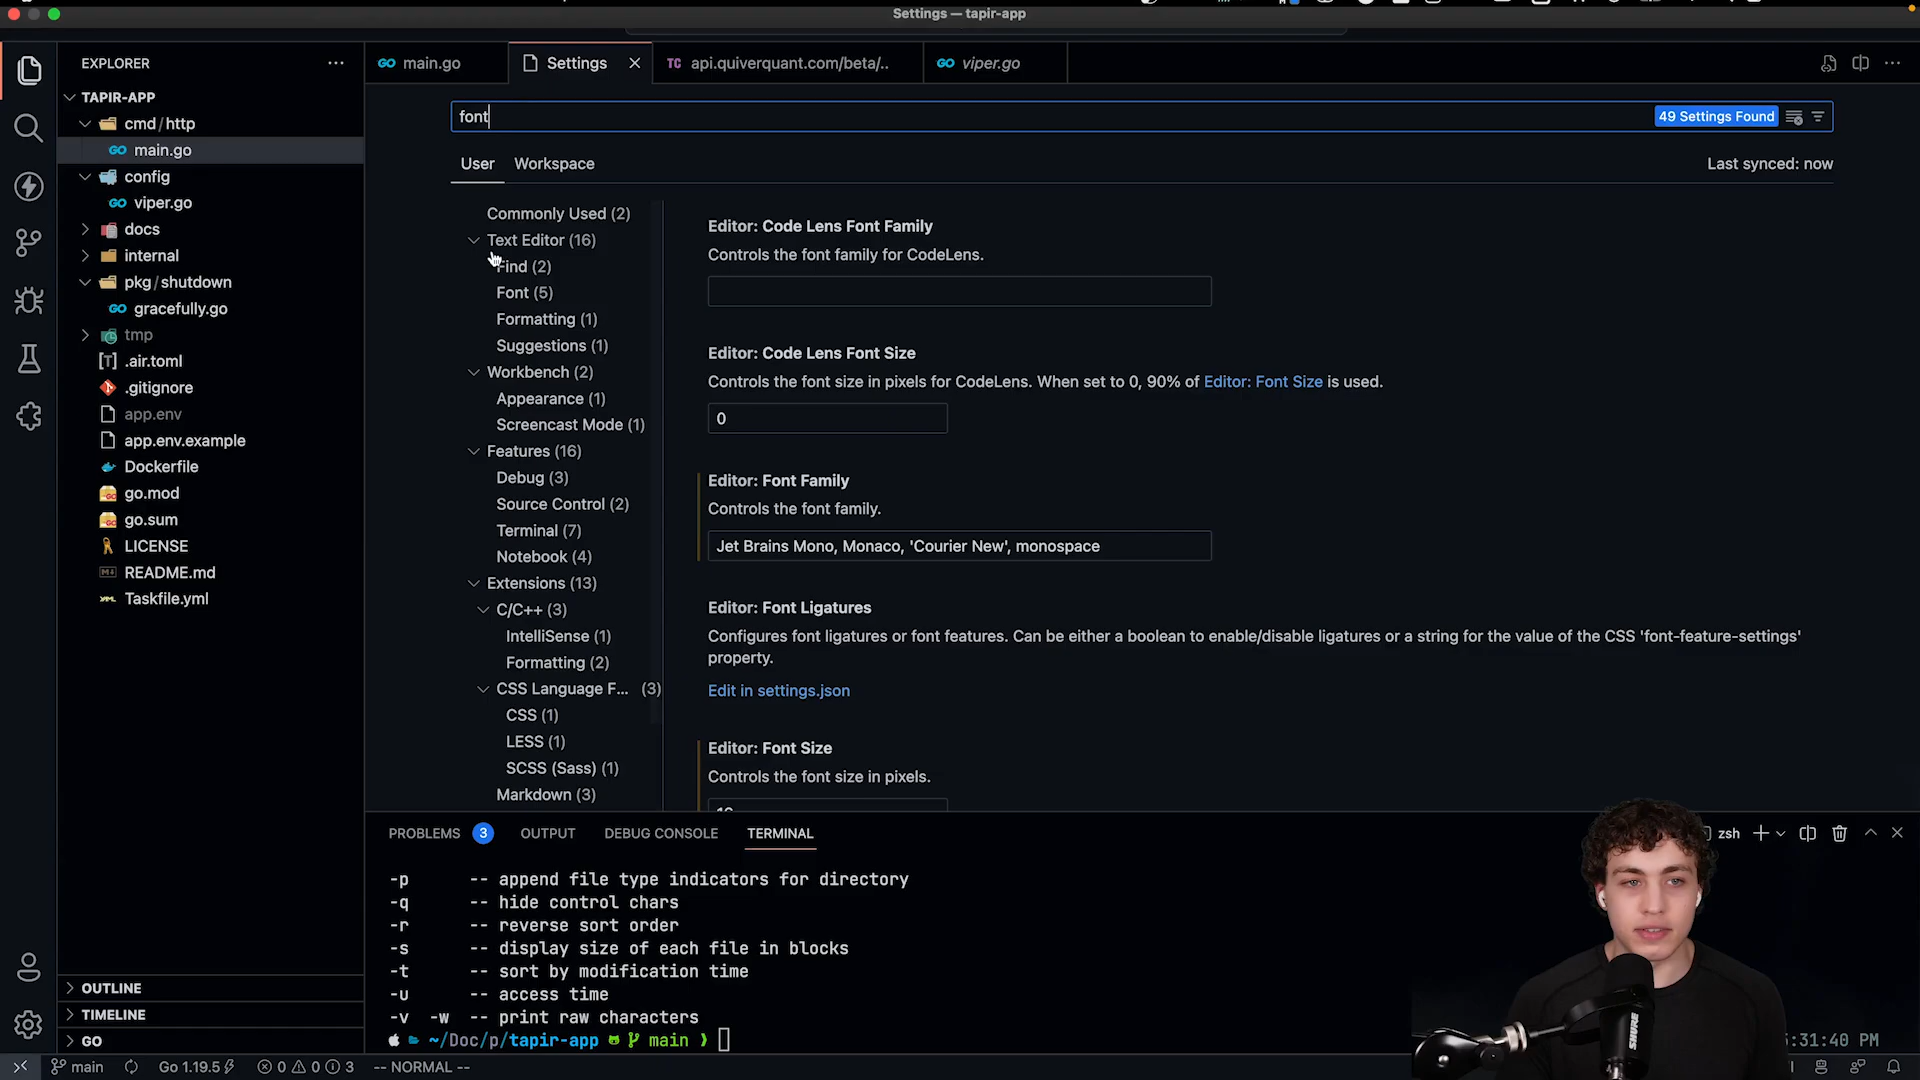 Settings — tapir-app
EXPLORER
TAPIR-APP
cmd / http
main.go
config
viper.go
docs
internal
pkg / shutdown
gracefully.go
tmp
.air.toml
.gitignore
app.env
app.env.example
Dockerfile
go.mod
go.sum
LICENSE
README.md
Taskfile.yml
OUTLINE
TIMELINE
GO
main.go
Settings
TC api.quiverquant.com/beta/..
viper.go
font
49 Settings Found
User
Workspace
Last synced: now
Commonly Used (2)
Text Editor (16)
Find (2)
Font (5)
Formatting (1)
Suggestions (1)
Workbench (2)
Appearance (1)
Screencast Mode (1)
Features (16)
Debug (3)
Source Control (2)
Terminal (7)
Notebook (4)
Extensions (13)
C/C++ (3)
IntelliSense (1)
Formatting (2)
CSS Language F... (3)
CSS (1)
LESS (1)
SCSS (Sass) (1)
Markdown (3)
Editor: Code Lens Font Family
Controls the font family for CodeLens.
Editor: Code Lens Font Size
Controls the font size in pixels for CodeLens. When set to 0, 90% of Editor: Font Size is used.
0
Editor: Font Family
Controls the font family.
Jet Brains Mono, Monaco, 'Courier New', monospace
Editor: Font Ligatures
Configures font ligatures or font features. Can be either a boolean to enable/disable ligatures or a string for the value of the CSS 'font-feature-settings'
property.
Edit in settings.json
Editor: Font Size
Controls the font size in pixels.
PROBLEMS 3
OUTPUT
DEBUG CONSOLE
TERMINAL
zsh
-p -- append file type indicators for directory
-q -- hide control chars
-r -- reverse sort order
-s -- display size of each file in blocks
-t -- sort by modification time
-u -- access time
-v -w -- print raw characters
~/Doc/p/tapir-app main ❯
:31:40 PM
main
Go 1.19.5
0 0 3
-- NORMAL --
SHURE